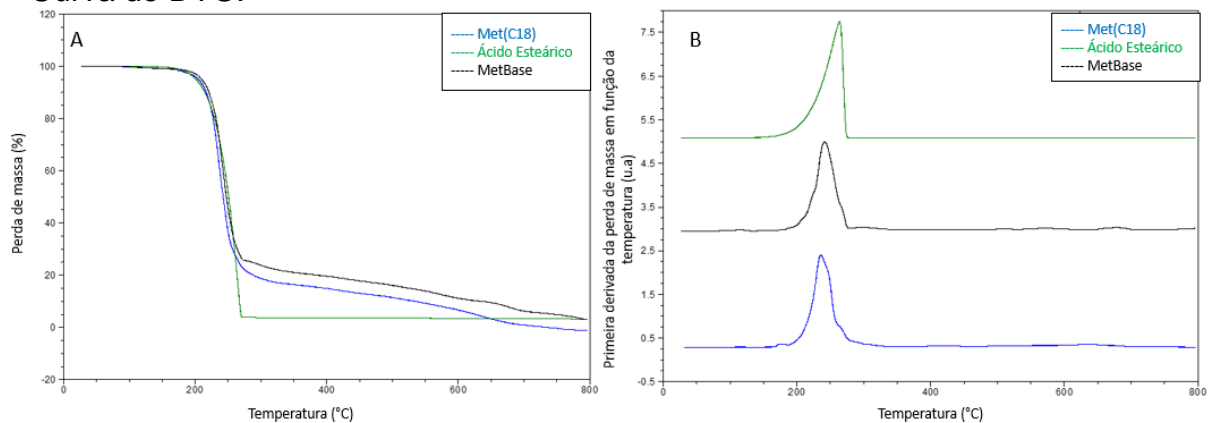 A
Met(C18)
Ácido Esteárico
MetBase
Perda de massa (%)
120
100
80
60
40
20
0
-20
0
200
400
600
800
Temperatura (°C)
B
Met(C18)
Ácido Esteárico
MetBase
Primeira derivada da perda de massa em função da
temperatura (u.a)
7.5
6.5
5.5
4.5
3.5
2.5
1.5
0.5
-0.5
0
200
400
600
800
Temperatura (°C)